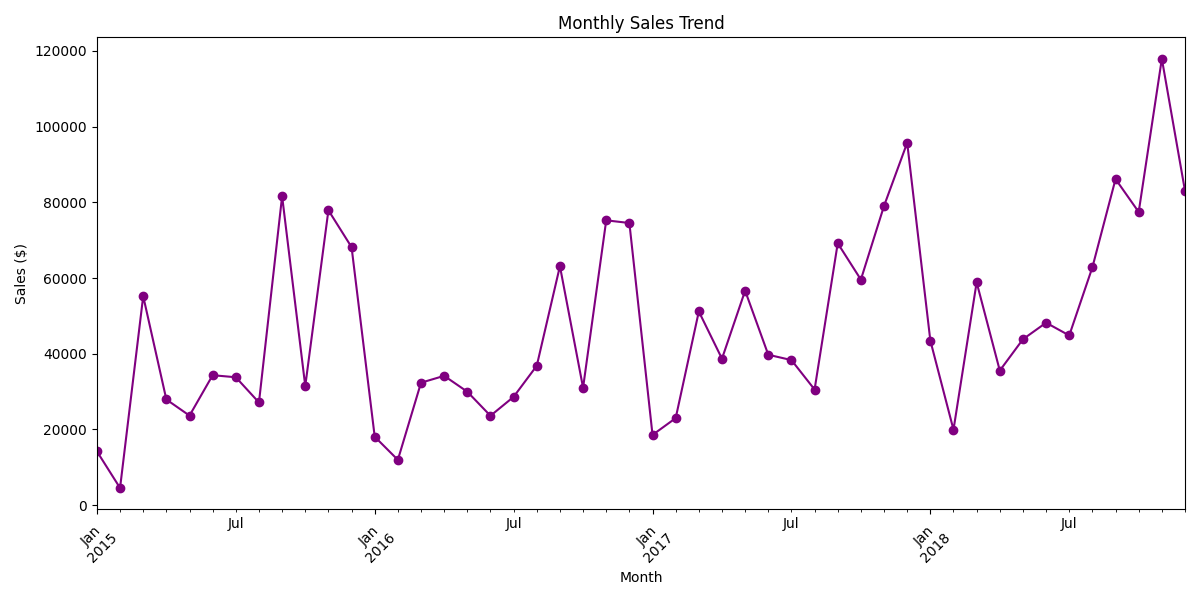 Monthly Sales Trend
120000
100000
80000
60000
40000
20000
0
Sales ($)
Jan
2015
Jul
Jan
2016
Jul
Jan
2017
Jul
Jan
2018
Jul
Month